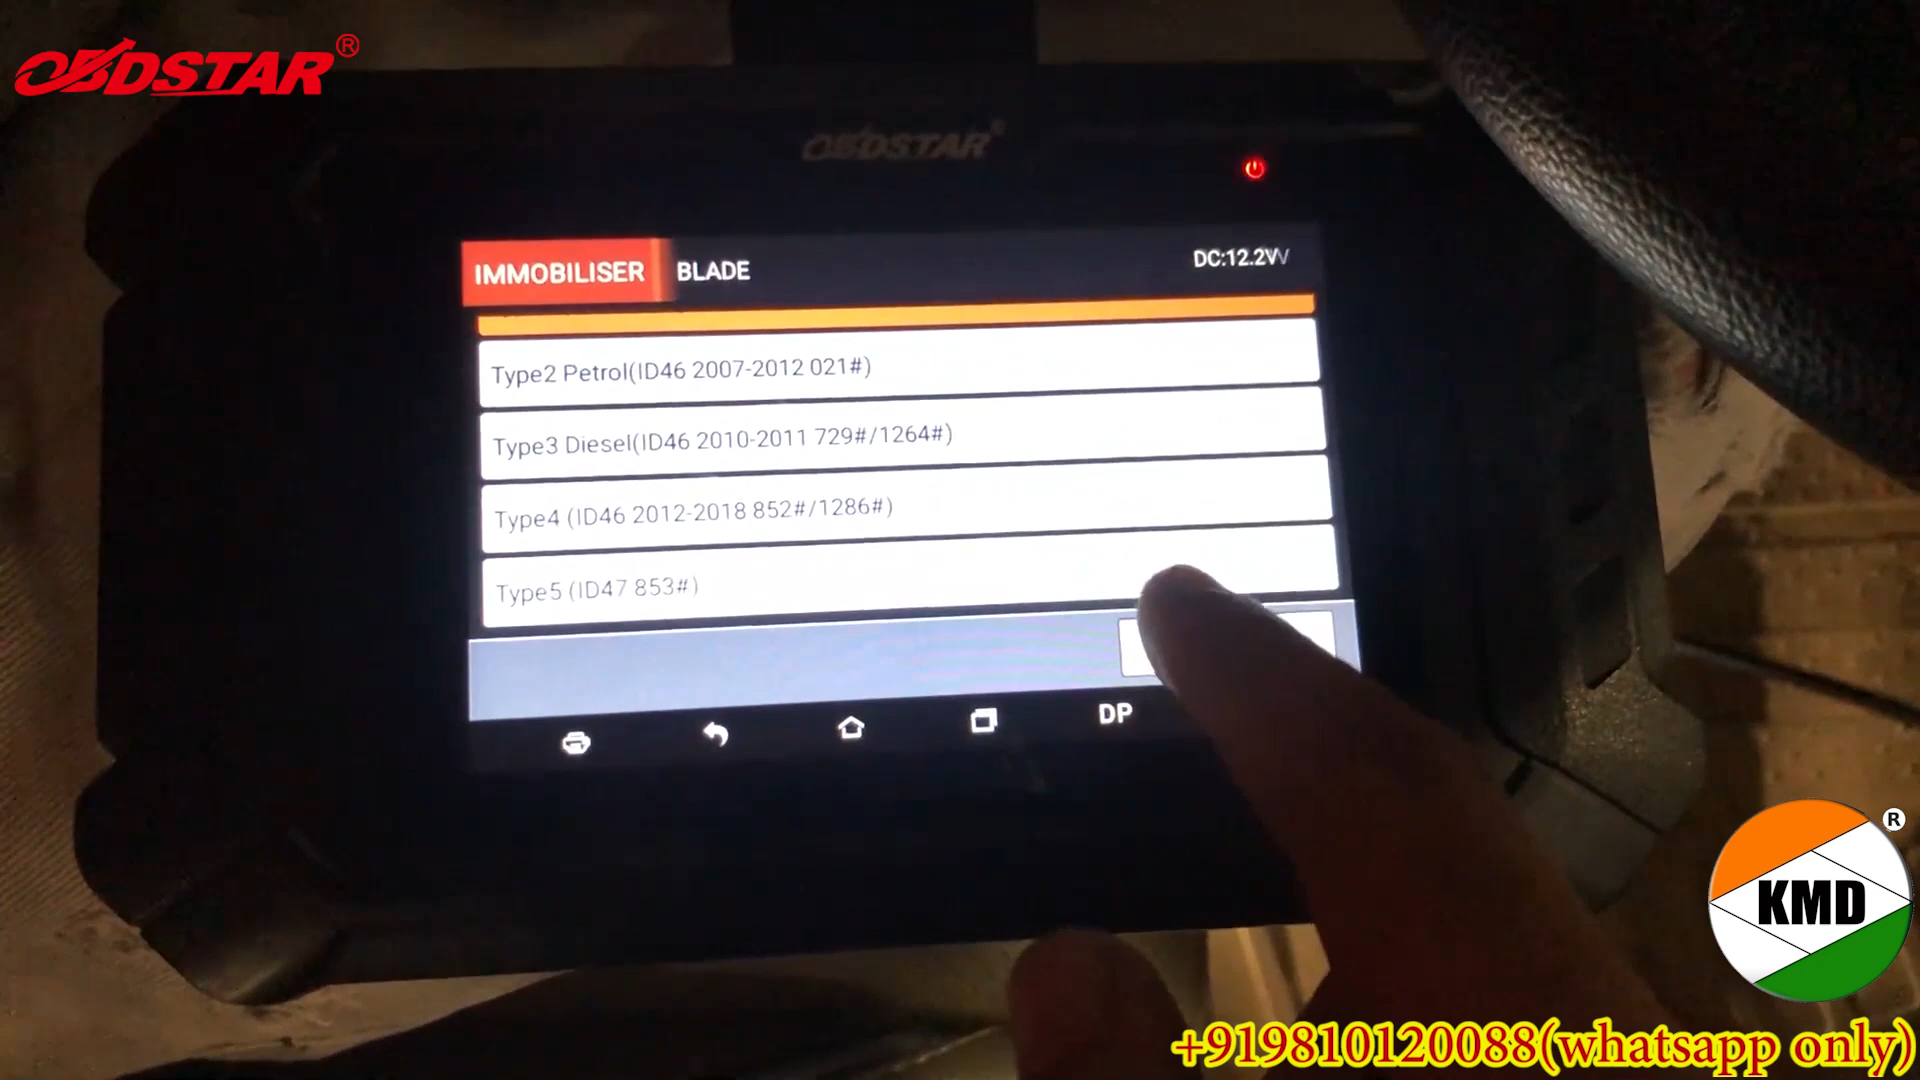 OBDSTAR®
OBDSTAR®
IMMOBILISER BLADE DC:12.2V
Type2 Petrol(ID46 2007-2012 021#)
Type3 Diesel(ID46 2010-2011 729#/1264#)
Type4 (ID46 2012-2018 852#/1286#)
Type5 (ID47 853#)
DP
KMD ®
+919810120088(whatsapp only)